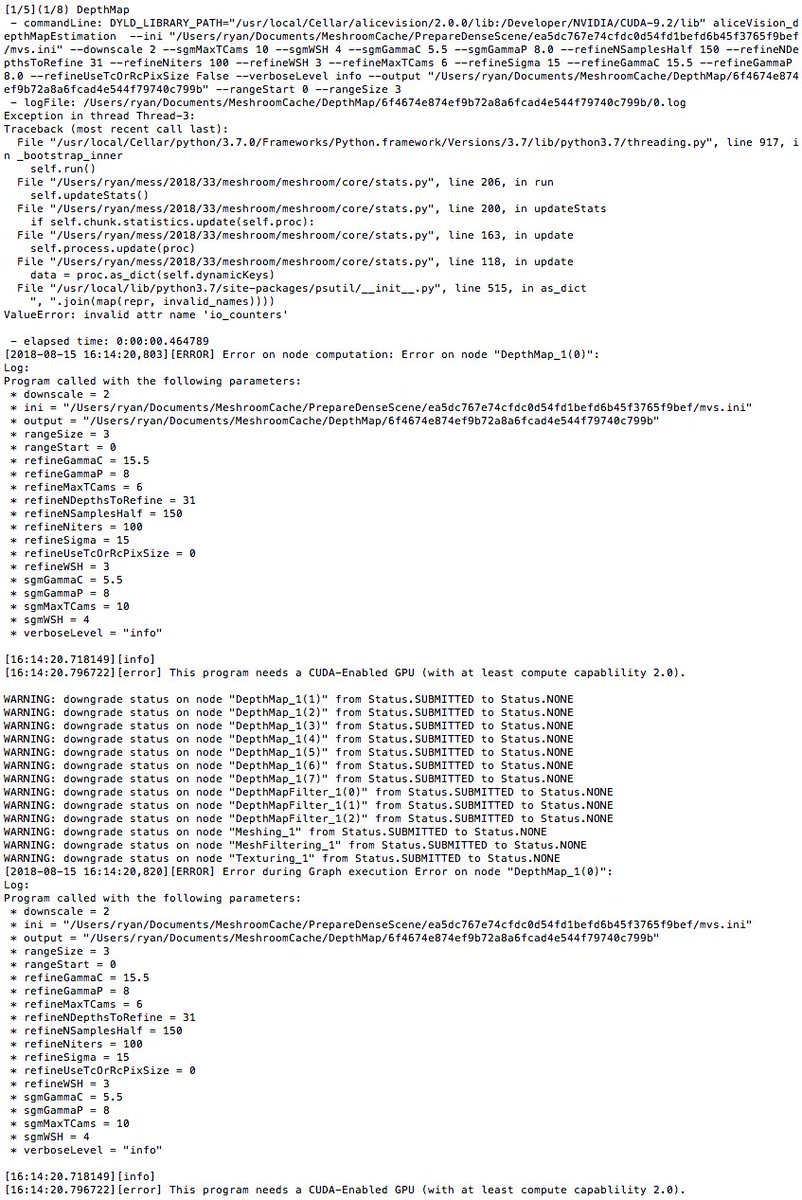 [1/5](1/8) DepthMap
 - commandLine: DYLD_LIBRARY_PATH="/usr/local/Cellar/alicevision/2.0.0/lib:/Developer/NVIDIA/CUDA-9.2/lib" aliceVision_d
epthMapEstimation  --ini "/Users/ryan/Documents/MeshroomCache/PrepareDenseScene/ea5dc767e74cfdc0d54fd1befd6b45f3765f9bef
/mvs.ini" --downscale 2 --sgmMaxTCams 10 --sgmWSH 4 --sgmGammaC 5.5 --sgmGammaP 8.0 --refineNSamplesHalf 150 --refineNDe
pthsToRefine 31 --refineNiters 100 --refineWSH 3 --refineMaxTCams 6 --refineSigma 15 --refineGammaC 15.5 --refineGammaP
8.0 --refineUseTcOrRcPixSize False --verboseLevel info --output "/Users/ryan/Documents/MeshroomCache/DepthMap/6f4674e874
ef9b72a8a6fcad4e544f79740c799b" --rangeStart 0 --rangeSize 3
 - logFile: /Users/ryan/Documents/MeshroomCache/DepthMap/6f4674e874ef9b72a8a6fcad4e544f79740c799b/0.log
Exception in thread Thread-3:
Traceback (most recent call last):
  File "/usr/local/Cellar/python/3.7.0/Frameworks/Python.framework/Versions/3.7/lib/python3.7/threading.py", line 917, i
n _bootstrap_inner
    self.run()
  File "/Users/ryan/mess/2018/33/meshroom/meshroom/core/stats.py", line 206, in run
    self.updateStats()
  File "/Users/ryan/mess/2018/33/meshroom/meshroom/core/stats.py", line 200, in updateStats
    if self.chunk.statistics.update(self.proc):
  File "/Users/ryan/mess/2018/33/meshroom/meshroom/core/stats.py", line 163, in update
    self.process.update(proc)
  File "/Users/ryan/mess/2018/33/meshroom/meshroom/core/stats.py", line 118, in update
    data = proc.as_dict(self.dynamicKeys)
  File "/usr/local/lib/python3.7/site-packages/psutil/__init__.py", line 515, in as_dict
    ", ".join(map(repr, invalid_names))))
ValueError: invalid attr name 'io_counters'

 - elapsed time: 0:00:00.464789
[2018-08-15 16:14:20,803][ERROR] Error on node computation: Error on node "DepthMap_1(0)":
Log:
Program called with the following parameters:
 * downscale = 2
 * ini = "/Users/ryan/Documents/MeshroomCache/PrepareDenseScene/ea5dc767e74cfdc0d54fd1befd6b45f3765f9bef/mvs.ini"
 * output = "/Users/ryan/Documents/MeshroomCache/DepthMap/6f4674e874ef9b72a8a6fcad4e544f79740c799b"
 * rangeSize = 3
 * rangeStart = 0
 * refineGammaC = 15.5
 * refineGammaP = 8
 * refineMaxTCams = 6
 * refineNDepthsToRefine = 31
 * refineNSamplesHalf = 150
 * refineNiters = 100
 * refineSigma = 15
 * refineUseTcOrRcPixSize = 0
 * refineWSH = 3
 * sgmGammaC = 5.5
 * sgmGammaP = 8
 * sgmMaxTCams = 10
 * sgmWSH = 4
 * verboseLevel = "info"

[16:14:20.718149][info]
[16:14:20.796722][error] This program needs a CUDA-Enabled GPU (with at least compute capablility 2.0).

WARNING: downgrade status on node "DepthMap_1(1)" from Status.SUBMITTED to Status.NONE
WARNING: downgrade status on node "DepthMap_1(2)" from Status.SUBMITTED to Status.NONE
WARNING: downgrade status on node "DepthMap_1(3)" from Status.SUBMITTED to Status.NONE
WARNING: downgrade status on node "DepthMap_1(4)" from Status.SUBMITTED to Status.NONE
WARNING: downgrade status on node "DepthMap_1(5)" from Status.SUBMITTED to Status.NONE
WARNING: downgrade status on node "DepthMap_1(6)" from Status.SUBMITTED to Status.NONE
WARNING: downgrade status on node "DepthMap_1(7)" from Status.SUBMITTED to Status.NONE
WARNING: downgrade status on node "DepthMapFilter_1(0)" from Status.SUBMITTED to Status.NONE
WARNING: downgrade status on node "DepthMapFilter_1(1)" from Status.SUBMITTED to Status.NONE
WARNING: downgrade status on node "DepthMapFilter_1(2)" from Status.SUBMITTED to Status.NONE
WARNING: downgrade status on node "Meshing_1" from Status.SUBMITTED to Status.NONE
WARNING: downgrade status on node "MeshFiltering_1" from Status.SUBMITTED to Status.NONE
WARNING: downgrade status on node "Texturing_1" from Status.SUBMITTED to Status.NONE
[2018-08-15 16:14:20,820][ERROR] Error during Graph execution Error on node "DepthMap_1(0)":
Log:
Program called with the following parameters:
 * downscale = 2
 * ini = "/Users/ryan/Documents/MeshroomCache/PrepareDenseScene/ea5dc767e74cfdc0d54fd1befd6b45f3765f9bef/mvs.ini"
 * output = "/Users/ryan/Documents/MeshroomCache/DepthMap/6f4674e874ef9b72a8a6fcad4e544f79740c799b"
 * rangeSize = 3
 * rangeStart = 0
 * refineGammaC = 15.5
 * refineGammaP = 8
 * refineMaxTCams = 6
 * refineNDepthsToRefine = 31
 * refineNSamplesHalf = 150
 * refineNiters = 100
 * refineSigma = 15
 * refineUseTcOrRcPixSize = 0
 * refineWSH = 3
 * sgmGammaC = 5.5
 * sgmGammaP = 8
 * sgmMaxTCams = 10
 * sgmWSH = 4
 * verboseLevel = "info"

[16:14:20.718149][info]
[16:14:20.796722][error] This program needs a CUDA-Enabled GPU (with at least compute capablility 2.0).